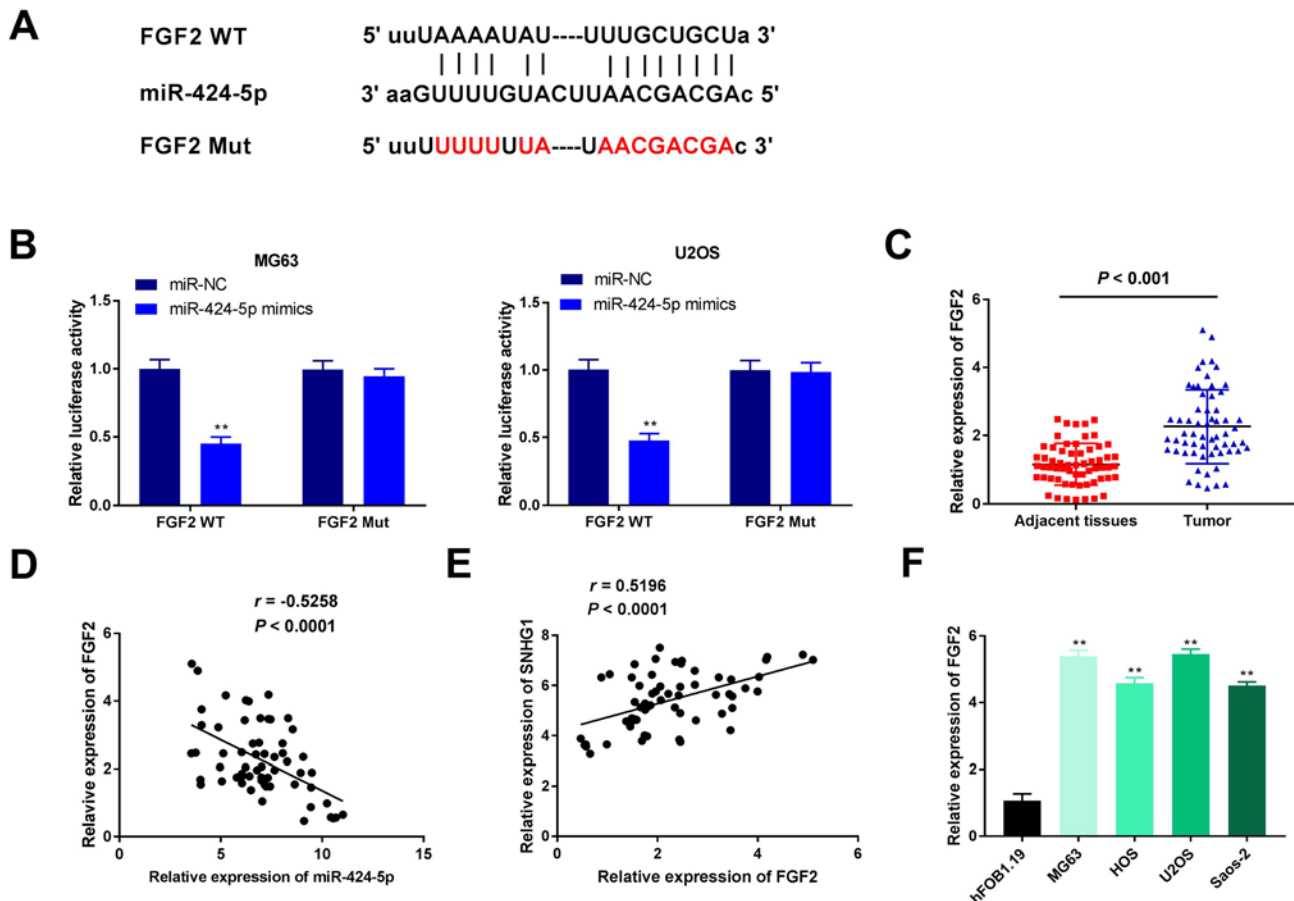 A
FGF2 WT 5' uuUAAAAUAU----UUUGCUGCUa 3'
miR-424-5p 3' aaGUUUUGUACUUAACGACGAc 5'
FGF2 Mut 5' uuUUUUUUUA----UAACGACGAc 3'
B
MG63
miR-NC
miR-424-5p mimics
Relative luciferase activity
1.5
1.0
0.5
0.0
**
FGF2 WT FGF2 Mut
U2OS
miR-NC
miR-424-5p mimics
Relative luciferase activity
1.5
1.0
0.5
0.0
**
FGF2 WT FGF2 Mut
C
P < 0.001
Relative expression of FGF2
6
4
2
0
Adjacent tissues Tumor
D
r = -0.5258
P < 0.0001
Relavive expression of FGF2
6
4
2
0
0 5 10 15
Relative expression of miR-424-5p
E
r = 0.5196
P < 0.0001
Relative expression of SNHG1
8
6
4
2
0
0 2 4 6
Relative expression of FGF2
F
Relative expression of FGF2
8
6
4
2
0
** ** ** **
hFOB1.19 MG63 HOS U2OS Saos-2